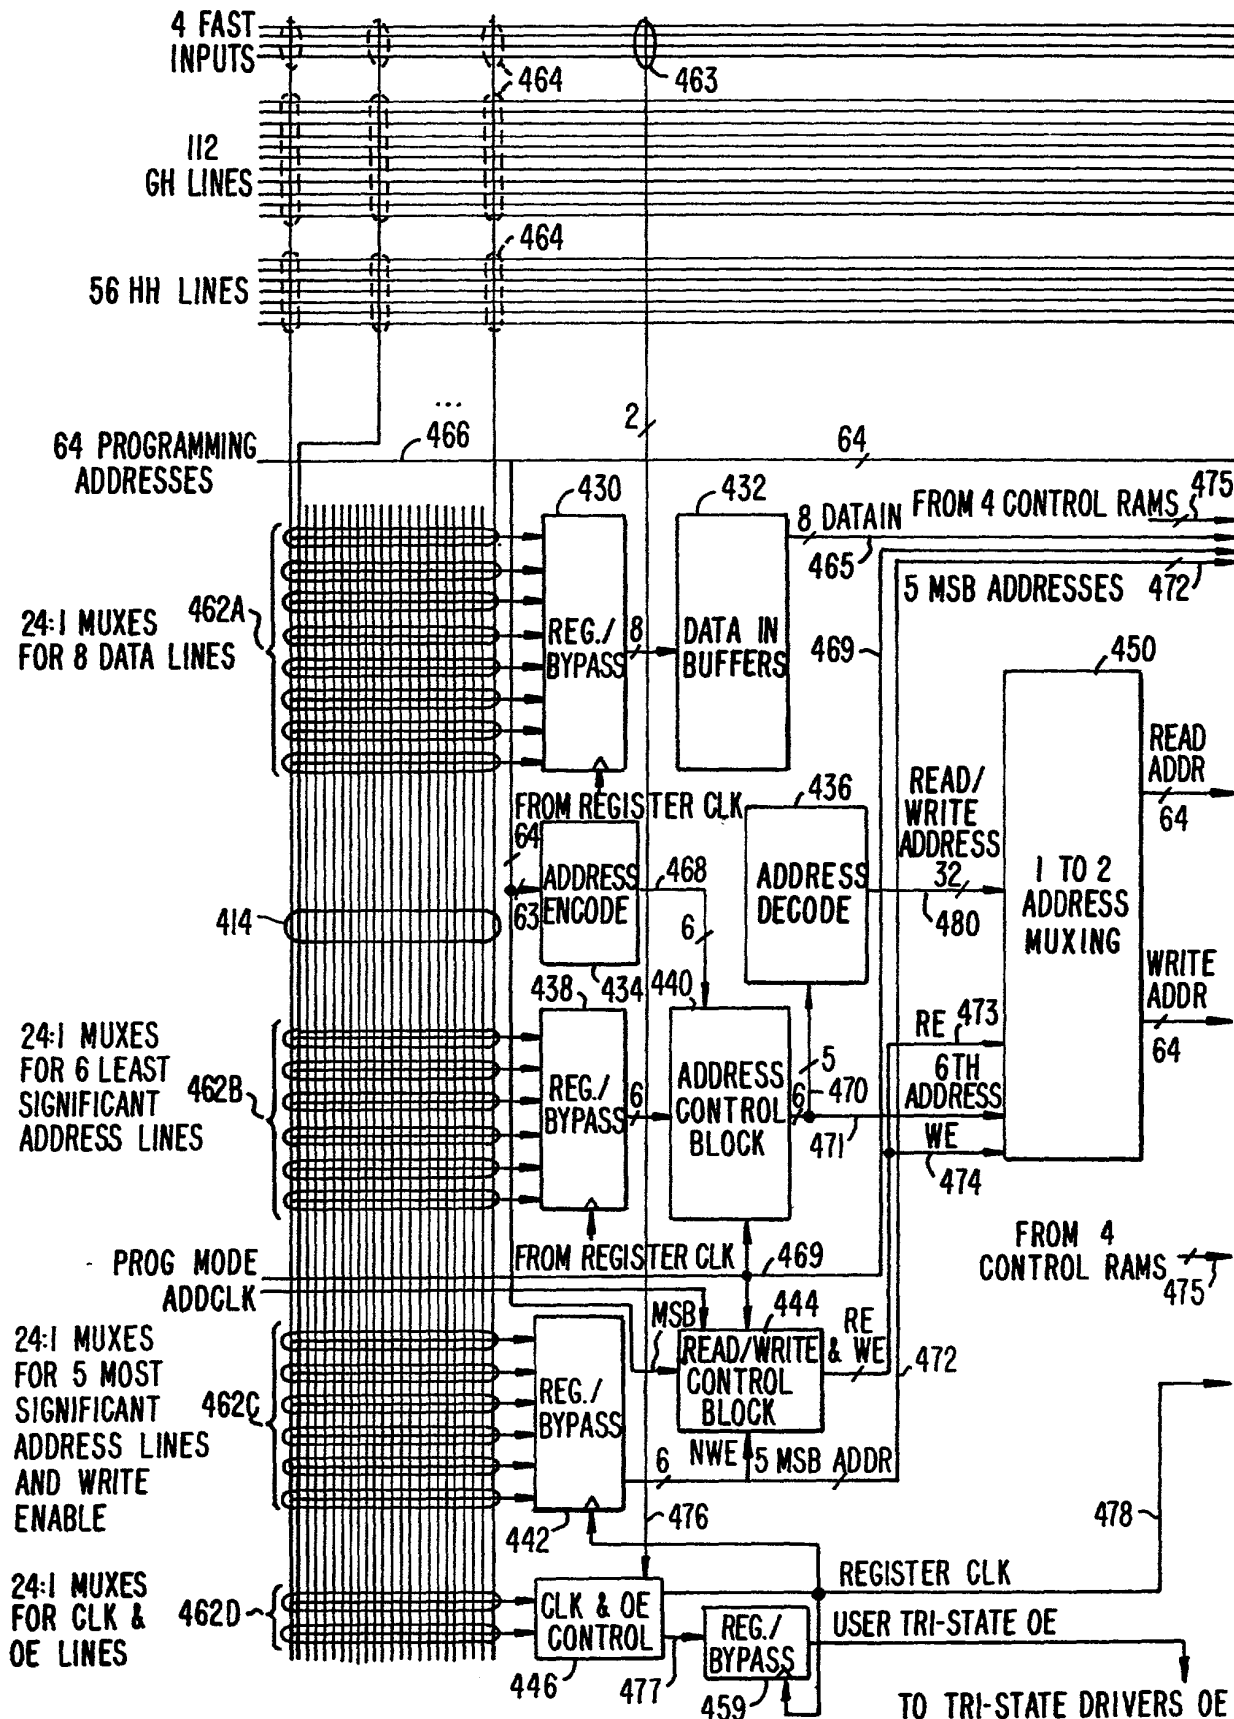 4 FAST
INPUTS
464
463
112
GH LINES
464
56 HH LINES
...
2
64 PROGRAMMING
ADDRESSES
466
64
430
432
8 DATAIN
465
FROM 4 CONTROL RAMS
475
5 MSB ADDRESSES
472
462A
24:1 MUXES
FOR 8 DATA LINES
REG./
BYPASS
8
DATA IN
BUFFERS
469
450
FROM REGISTER CLK
436
READ/
WRITE
ADDRESS
32
480
READ
ADDR
64
64
63
ADDRESS
ENCODE
468
6
434
ADDRESS
DECODE
1 TO 2
ADDRESS
MUXING
414
438
440
WRITE
ADDR
64
24:1 MUXES
FOR 6 LEAST
SIGNIFICANT
ADDRESS LINES
462B
REG./
BYPASS
6
ADDRESS
CONTROL
BLOCK
5
470
6
471
RE
473
6TH
ADDRESS
WE
474
FROM REGISTER CLK
469
FROM 4
CONTROL RAMS
475
PROG MODE
ADDCLK
MSB
444
24:1 MUXES
FOR 5 MOST
SIGNIFICANT
ADDRESS LINES
AND WRITE
ENABLE
462C
REG./
BYPASS
442
READ/WRITE
CONTROL
BLOCK
RE
& WE
472
6
NWE
5 MSB ADDR
476
478
24:1 MUXES
FOR CLK &
OE LINES
462D
CLK & OE
CONTROL
446
477
REG./
BYPASS
459
REGISTER CLK
USER TRI-STATE OE
TO TRI-STATE DRIVERS OE